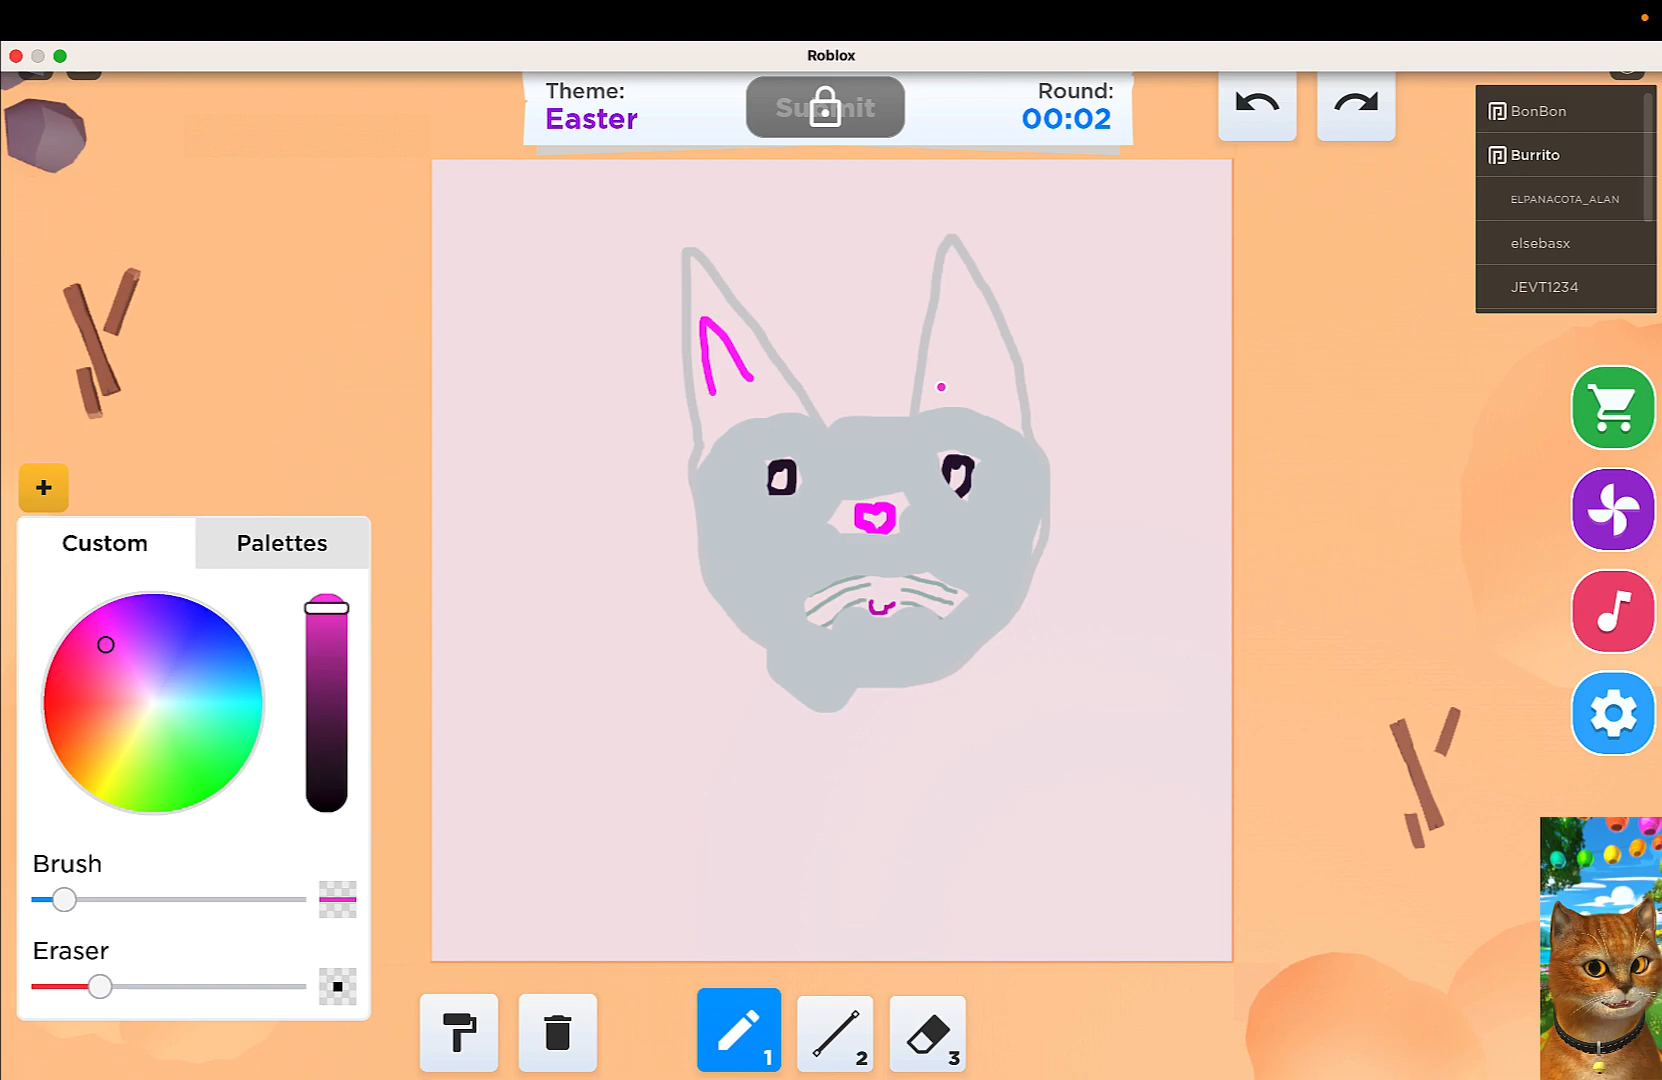 Roblox
Theme:
Easter
Submit
Round:
00:02
BonBon
Burrito
ELPANACOTA_ALAN
elsebasx
JEVT1234
+
Custom
Palettes
Brush
Eraser
1
2
3